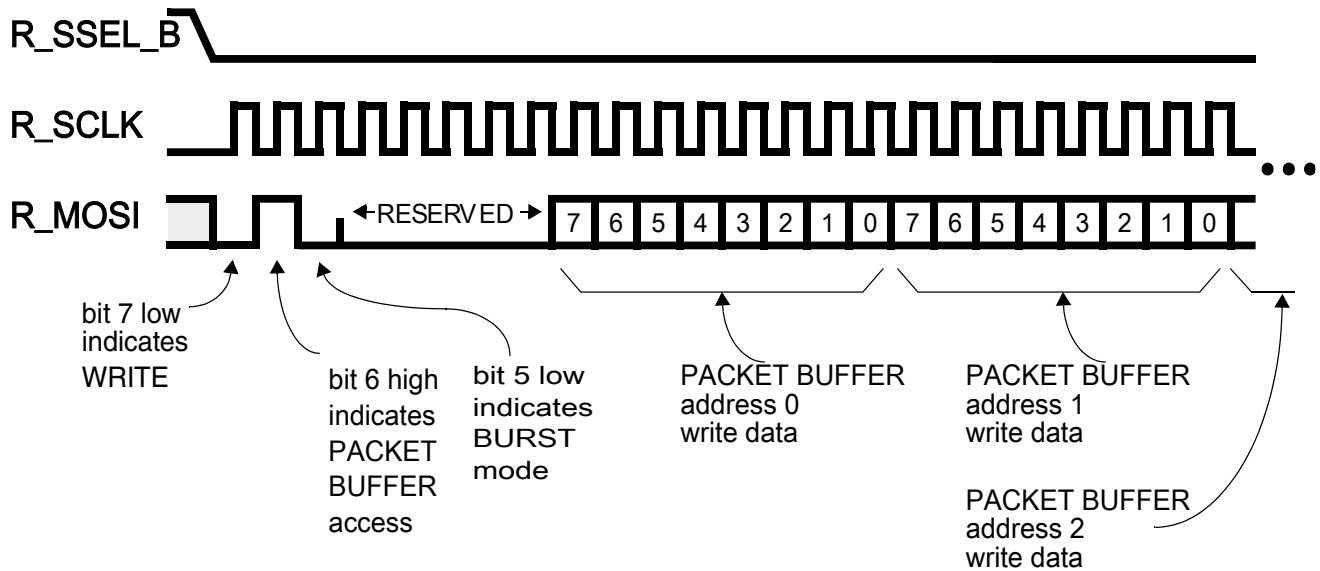 R_SSEL_B
R_SCLK
R_MOSI
RESERVED
7 6 5 4 3 2 1 0 7 6 5 4 3 2 1 0
bit 7 low
indicates
WRITE
bit 6 high
indicates
PACKET
BUFFER
access
bit 5 low
indicates
BURST
mode
PACKET BUFFER
address 0
write data
PACKET BUFFER
address 1
write data
PACKET BUFFER
address 2
write data